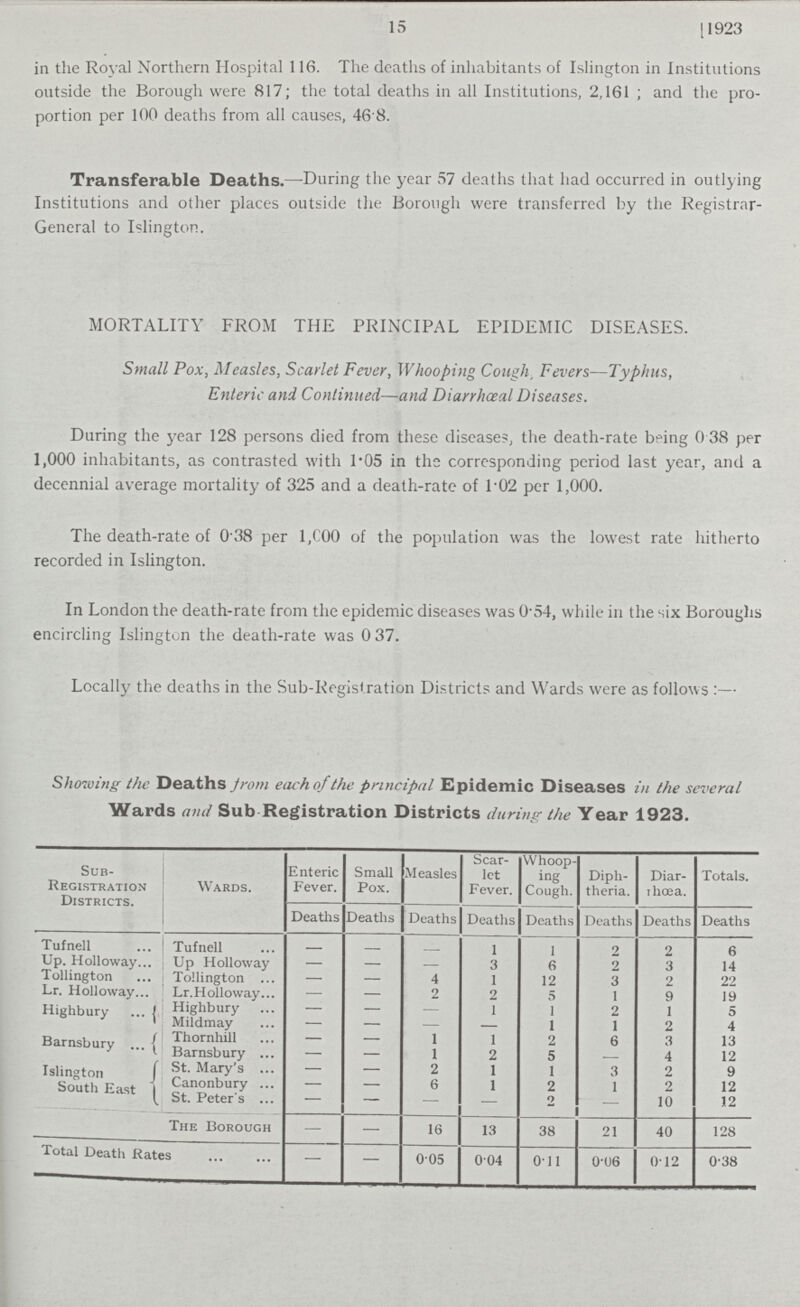 15 [1923
in the Royal Northern Hospital 116. The deaths of inhabitants of Islington in Institutions
outside the Borough were 817; the total deaths in all Institutions, 2,161 ; and the pro-
portion per 100 deaths from all causes, 46·8.
Transferable Deaths.—During the year 57 deaths that had occurred in outlying
Institutions and other places outside the Borough were transferred by the Registrar-
General to Islington.
MORTALITY FROM THE PRINCIPAL EPIDEMIC DISEASES.
Small Pox, Measles, Scarlet Fever, Whooping Cough, Fevers—Typhus,
Enteric and Continued—and Diarrhœal Diseases.
During the year 128 persons died from these diseases, the death-rate being 0 38 per
1,000 inhabitants, as contrasted with 1·05 in the corresponding period last year, and a
decennial average mortality of 325 and a death-rate of 1·02 per 1,000.
The death-rate of 0·38 per 1,000 of the population was the lowest rate hitherto
recorded in Islington.
In London the death-rate from the epidemic diseases was 0·54, while in the six Boroughs
encircling Islington the death-rate was 0 37.
Locally the deaths in the Sub-Registration Districts and Wards were as follows :—
Showing the Deaths from each of the principal Epidemic Diseases in the several
Wards and Sub-Registration Districts during the Year 1923.
Sub-Registration Districts. Wards. Enteric Fever. Small Pox. Measles Scarlet Fever. Whooping Cough. Diphtheria. Diarrhœa. Totals.
Deaths Deaths Deaths Deaths Deaths Deaths Deaths Deaths
Tufnell ... Tufnell ... — — — 1 1 2 2 6
Up. Holloway... Up Holloway — — — 3 6 2 3 14
Tollington ... Tollington ... — — 4 1 12 3 2 22
Lr. Holloway... Lr.Holloway... — — 2 2 5 1 9 19
Highbury ... { Highbury ... — — — 1 1 2 1 5
Mildmay ... — — — — 1 1 2 4
Barnsbury ... { Thornhill ... — — 1 1 2 6 3 13
Barnsbury ... — — 1 2 5 — 4 12
Islington South East { St. Mary's ... — — 2 1 1 3 2 9
Canonbury ... — — 6 1 2 1 2 12
St. Peter's ... — — — — 2 — 10 12
The Borough — — 16 13 38 21 40 128
Total Death Rates ... ... — — 0·05 0·04 0·11 0·06 0·12 0·38